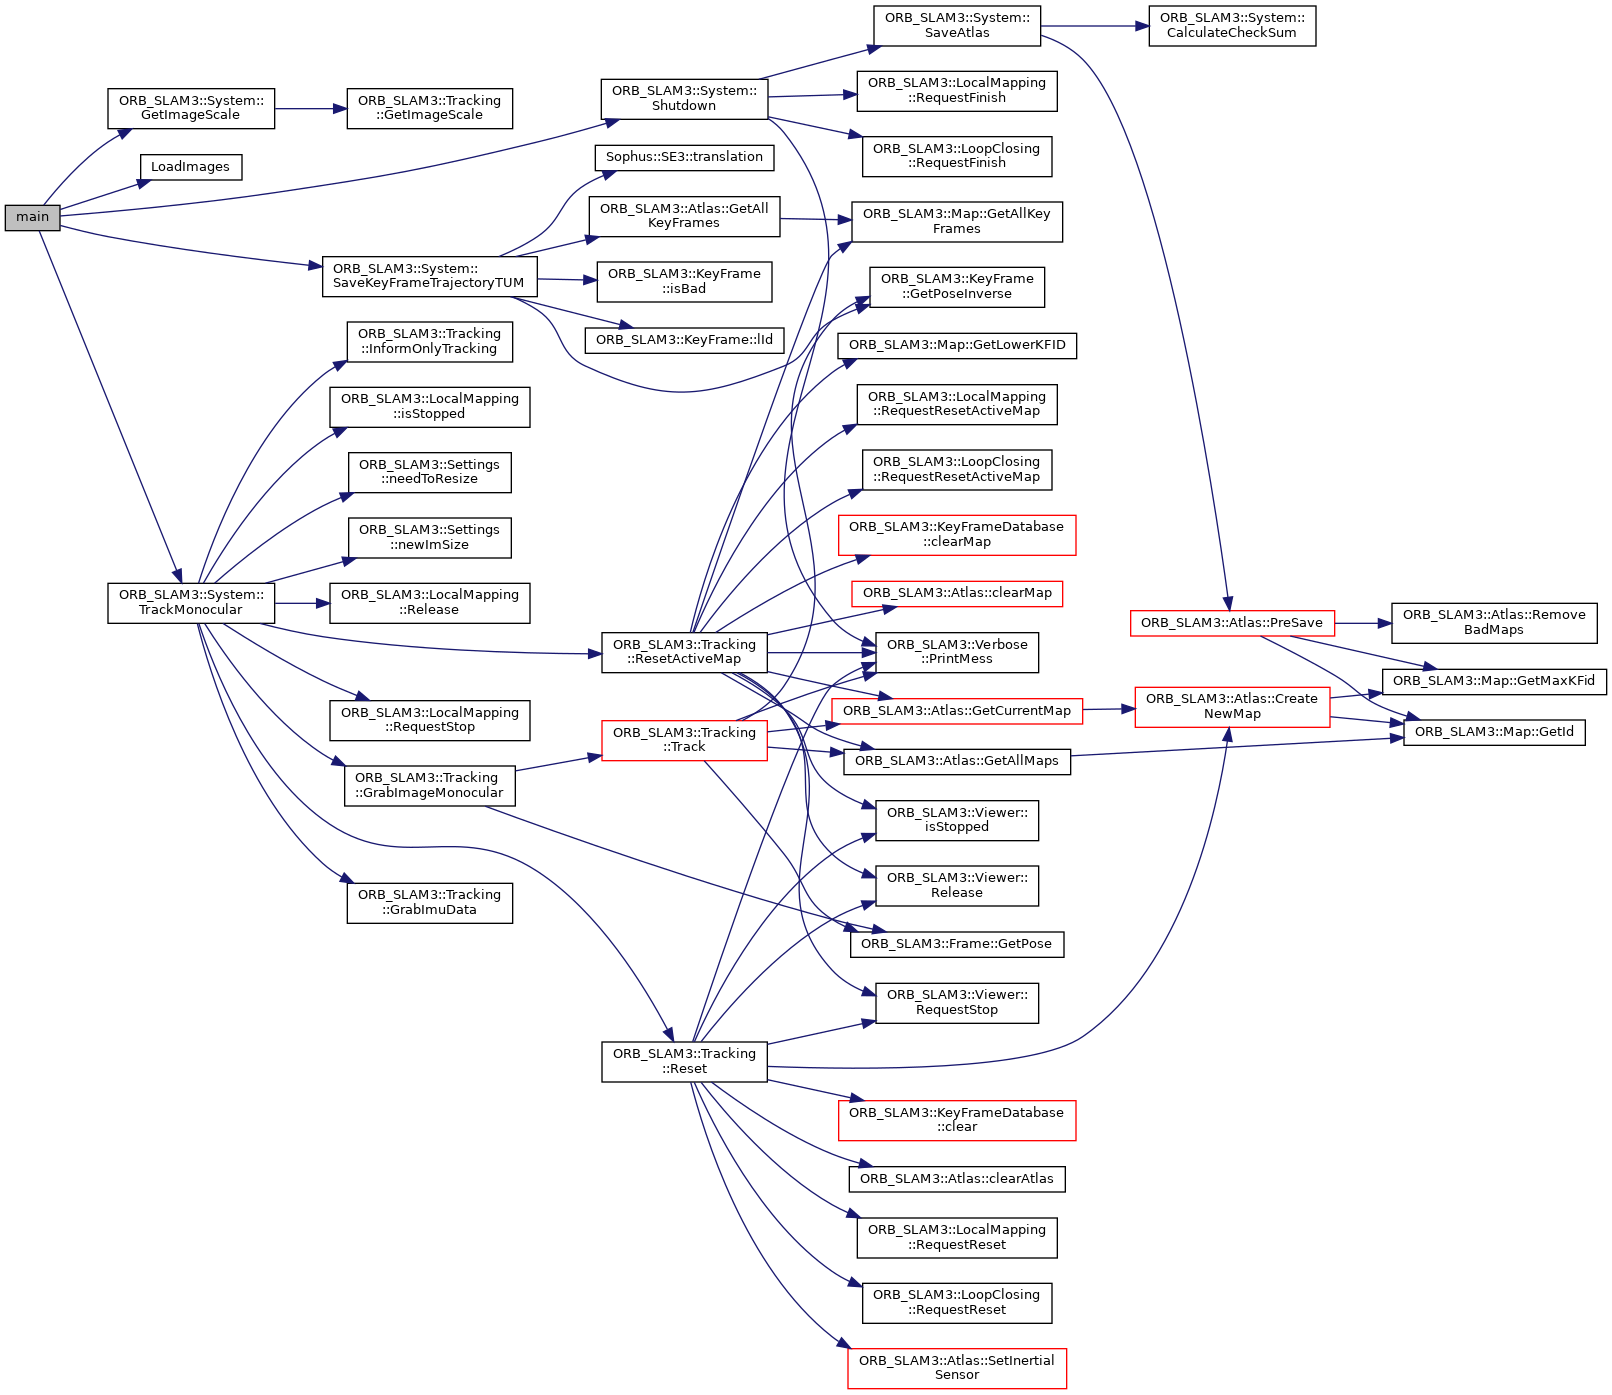 main
ORB_SLAM3::System::
GetImageScale
ORB_SLAM3::Tracking
::GetImageScale
LoadImages
ORB_SLAM3::System::
Shutdown
ORB_SLAM3::System::
SaveAtlas
ORB_SLAM3::System::
CalculateCheckSum
ORB_SLAM3::LocalMapping
::RequestFinish
ORB_SLAM3::LoopClosing
::RequestFinish
Sophus::SE3::translation
ORB_SLAM3::Atlas::GetAll
KeyFrames
ORB_SLAM3::Map::GetAllKey
Frames
ORB_SLAM3::System::
SaveKeyFrameTrajectoryTUM
ORB_SLAM3::KeyFrame
::isBad
ORB_SLAM3::KeyFrame
::GetPoseInverse
ORB_SLAM3::KeyFrame::lId
ORB_SLAM3::Tracking
::InformOnlyTracking
ORB_SLAM3::Map::GetLowerKFID
ORB_SLAM3::LocalMapping
::isStopped
ORB_SLAM3::LocalMapping
::RequestResetActiveMap
ORB_SLAM3::Settings
::needToResize
ORB_SLAM3::LoopClosing
::RequestResetActiveMap
ORB_SLAM3::Settings
::newImSize
ORB_SLAM3::KeyFrameDatabase
::clearMap
ORB_SLAM3::System::
TrackMonocular
ORB_SLAM3::LocalMapping
::Release
ORB_SLAM3::Atlas::clearMap
ORB_SLAM3::Atlas::PreSave
ORB_SLAM3::Atlas::Remove
BadMaps
ORB_SLAM3::Tracking
::ResetActiveMap
ORB_SLAM3::Verbose
::PrintMess
ORB_SLAM3::Map::GetMaxKFid
ORB_SLAM3::LocalMapping
::RequestStop
ORB_SLAM3::Tracking
::Track
ORB_SLAM3::Atlas::GetCurrentMap
ORB_SLAM3::Atlas::Create
NewMap
ORB_SLAM3::Map::GetId
ORB_SLAM3::Atlas::GetAllMaps
ORB_SLAM3::Tracking
::GrabImageMonocular
ORB_SLAM3::Viewer::
isStopped
ORB_SLAM3::Viewer::
Release
ORB_SLAM3::Tracking
::GrabImuData
ORB_SLAM3::Frame::GetPose
ORB_SLAM3::Viewer::
RequestStop
ORB_SLAM3::Tracking
::Reset
ORB_SLAM3::KeyFrameDatabase
::clear
ORB_SLAM3::Atlas::clearAtlas
ORB_SLAM3::LocalMapping
::RequestReset
ORB_SLAM3::LoopClosing
::RequestReset
ORB_SLAM3::Atlas::SetInertial
Sensor